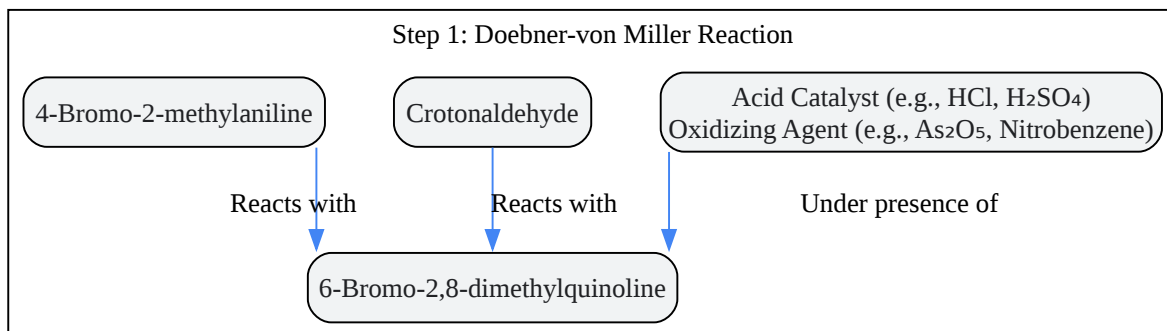 Step 1: Doebner-von Miller Reaction
4-Bromo-2-methylaniline
Crotonaldehyde
Acid Catalyst (e.g., HCl, H₂SO₄)
Oxidizing Agent (e.g., As₂O₅, Nitrobenzene)
Reacts with
Reacts with
Under presence of
6-Bromo-2,8-dimethylquinoline